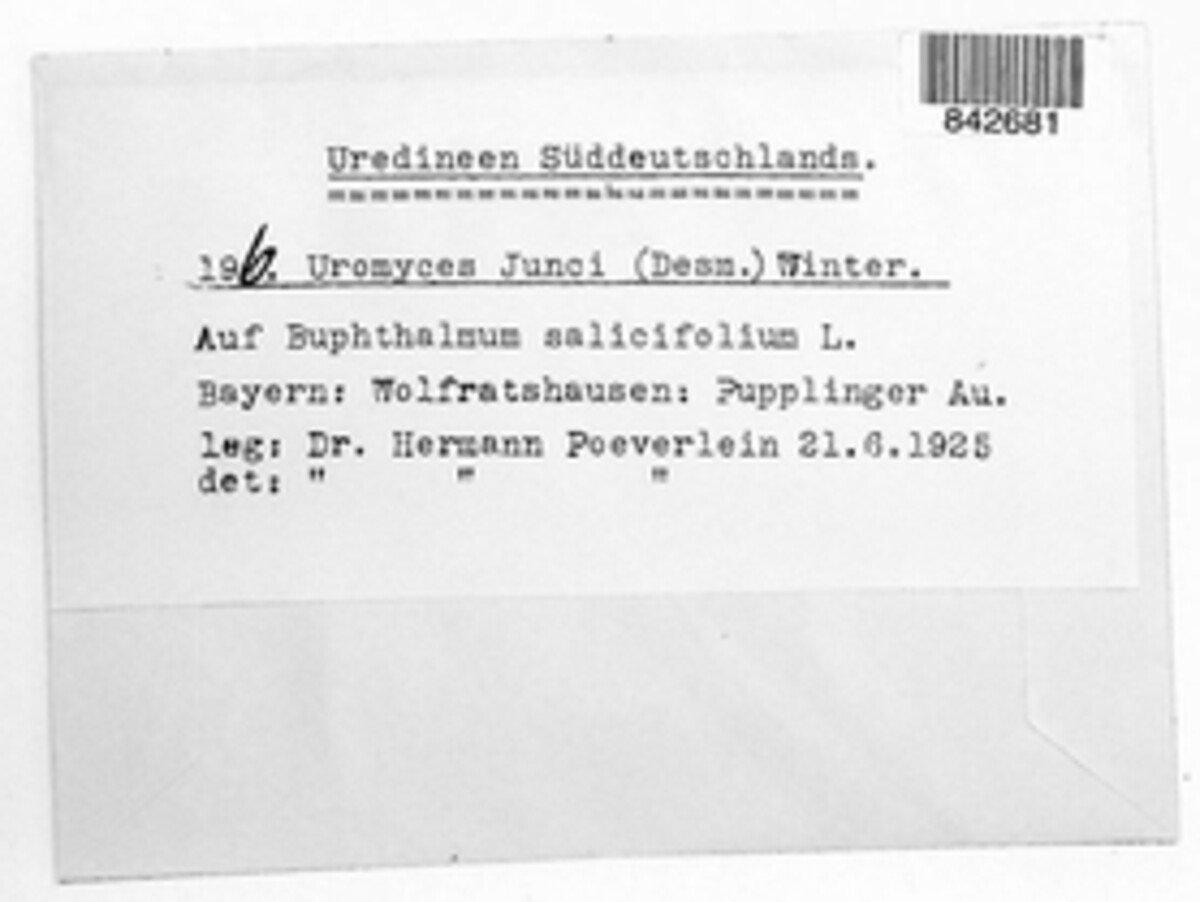 842681
Uredineen Süddeutschlands.
196. Uromyces Junci (Desm.) Winter.
Auf Buphthalmum salicifolium L.
Bayern: Wolfratshausen: Pupplinger Au.
leg: Dr. Hermann Poeverlein 21.6.1925
det: " " "